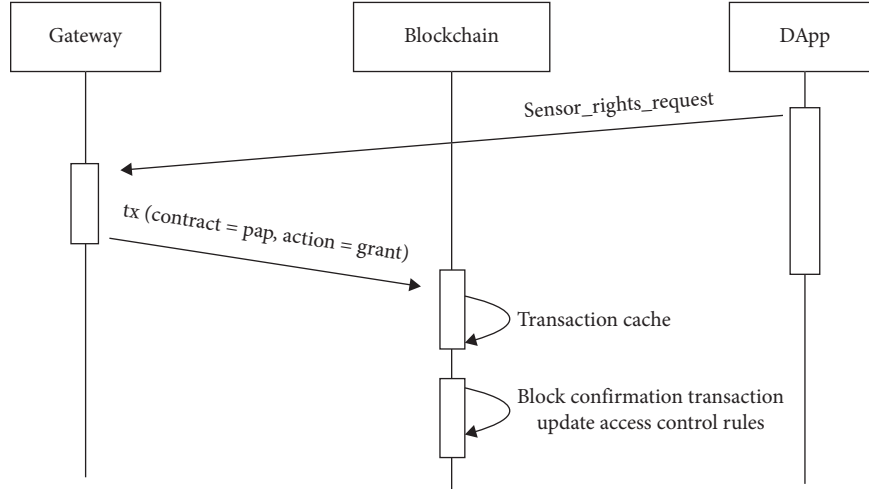 Gateway
Blockchain
DApp
Sensor_rights_request
tx (contract = pap, action = grant)
Transaction cache
Block confirmation transaction
update access control rules